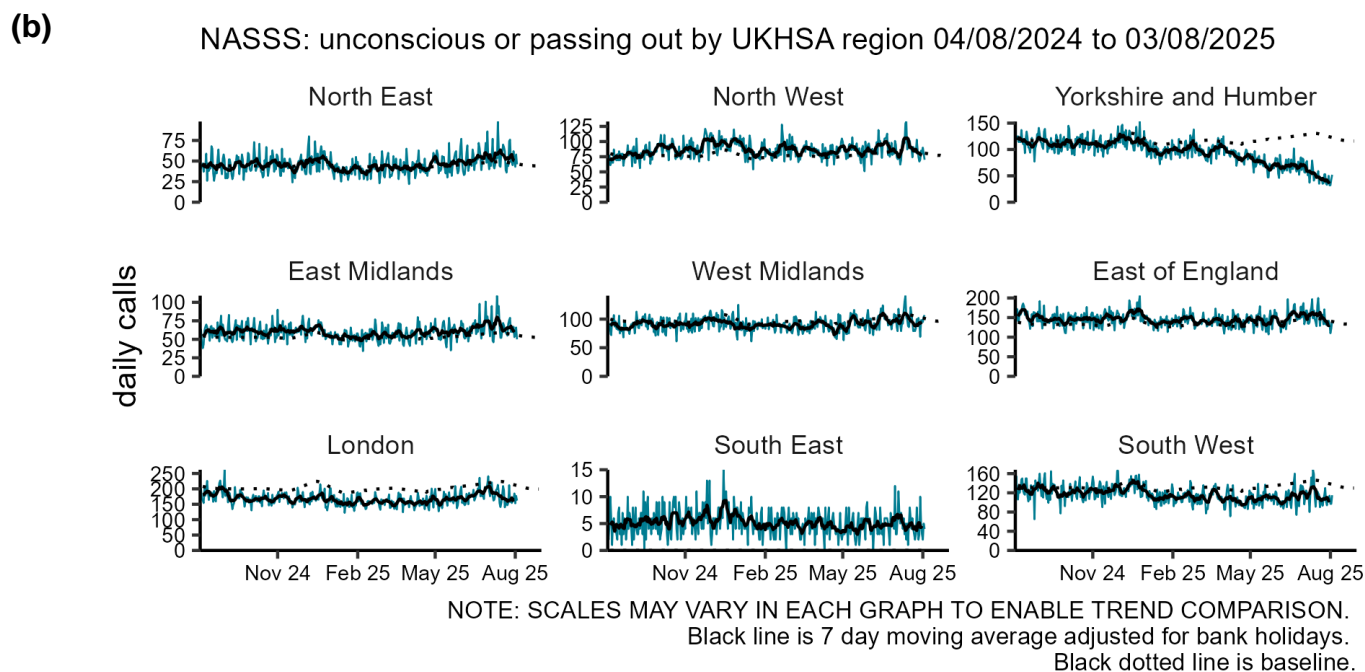 (b)
NASSS: unconscious or passing out by UKHSA region 04/08/2024 to 03/08/2025
North East
North West
Yorkshire and Humber
75
50
25
0
125
100
75
50
25
0
150
100
50
0
daily calls
East Midlands
West Midlands
East of England
100
75
50
25
0
100
50
0
200
150
100
50
0
London
South East
South West
250
200
150
100
50
0
15
10
5
0
160
120
80
40
0
Nov 24 Feb 25 May 25 Aug 25
Nov 24 Feb 25 May 25 Aug 25
Nov 24 Feb 25 May 25 Aug 25
NOTE: SCALES MAY VARY IN EACH GRAPH TO ENABLE TREND COMPARISON.
Black line is 7 day moving average adjusted for bank holidays.
Black dotted line is baseline.